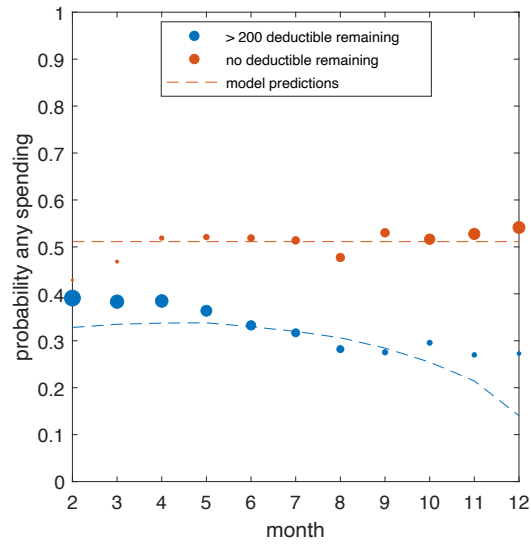 > 200 deductible remaining
no deductible remaining
model predictions
probability any spending
1
0.9
0.8
0.7
0.6
0.5
0.4
0.3
0.2
0.1
0
2 3 4 5 6 7 8 9 10 11 12
month